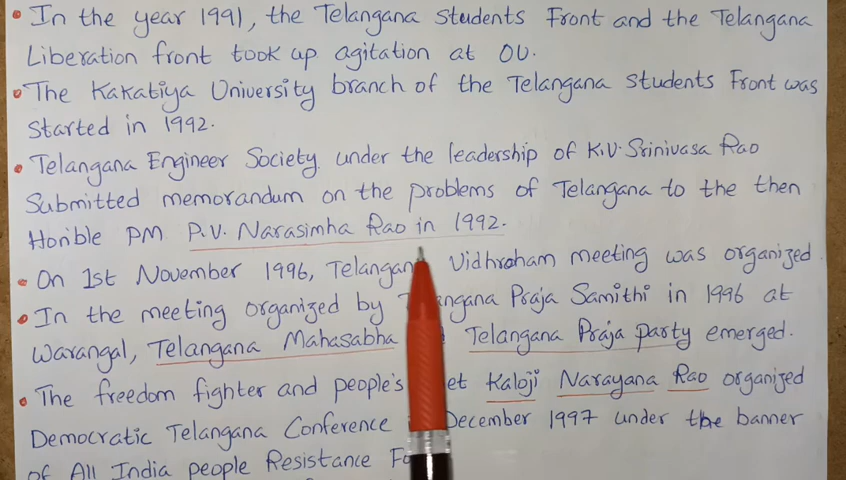 In the year 1991, the Telangana Students Front and the Telangana
Liberation front took up agitation at OU.
The Kakatiya University branch of the Telangana Students Front was
started in 1992.
Telangana Engineer Society under the leadership of K.V. Srinivasa Rao
Submitted memorandum on the problems of Telangana to the then
Hon'ble PM P.V. Narasimha Rao in 1992.
On 1st November 1996, Telangana Vidhroham meeting was organized
In the meeting organized by Telangana Praja Samithi in 1996 at
Warangal, Telangana Mahasabha Telangana Praja party emerged.
The freedom fighter and people's Kaloji Narayana Rao organized
Democratic Telangana Conference December 1997 under the banner
of All India people Resistance